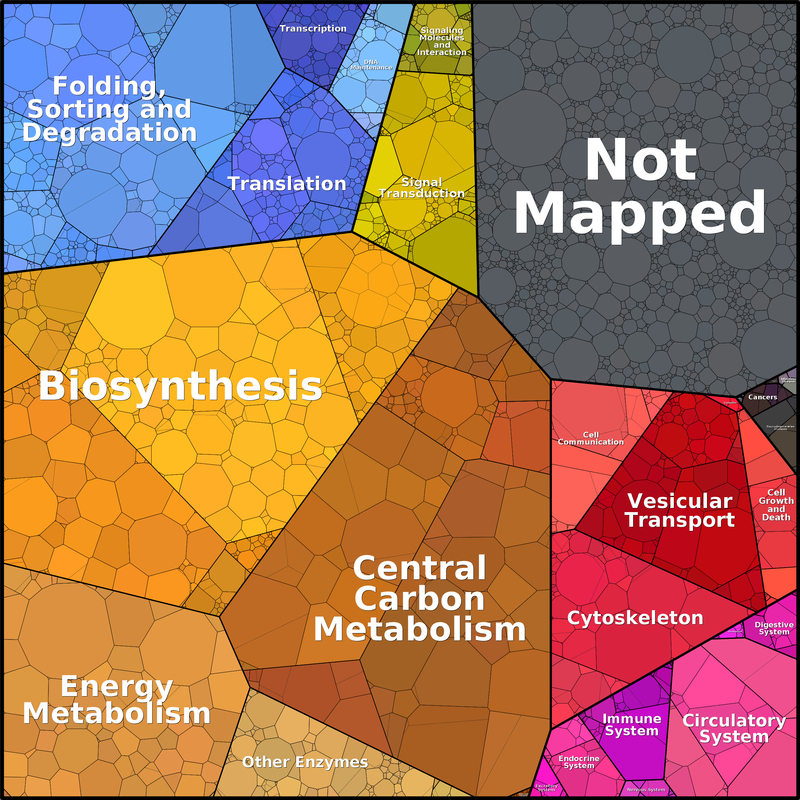 Transcription
Signaling
Molecules
and
Interaction
DNA
Maintenance
Folding,
Sorting and
Degradation
Translation
Signal
Transduction
Not
Mapped
Biosynthesis
Cancers
Cell
Communication
Vesicular
Transport
Cell
Growth
and
Death
Central
Carbon
Metabolism
Cytoskeleton
Digestive
System
Energy
Metabolism
Immune
System
Circulatory
System
Other Enzymes
Endocrine
System
Nervous System